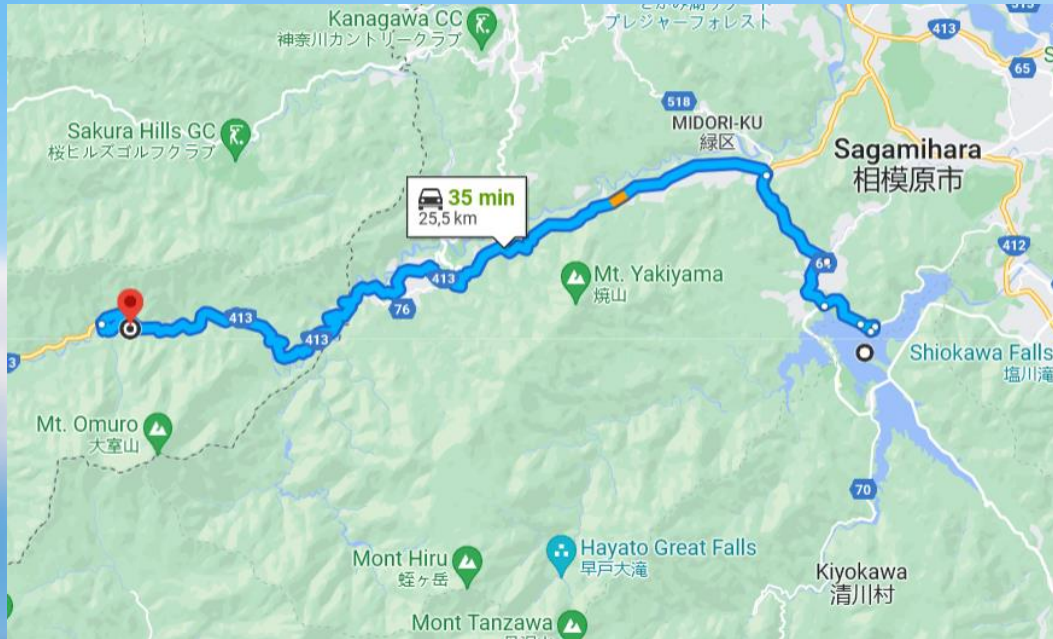 Kanagawa CC
神奈川カントリークラブ
プレジャーフォレスト
413
65
518
MIDORI-KU
緑区
Sakura Hills GC
桜ヒルズゴルフクラブ
Sagamihara
相模原市
35 min
25,5 km
412
64
Mt. Yakiyama
焼山
413
76
413
413
Shiokawa Falls
塩川滝
Mt. Omuro
大室山
70
Mont Hiru
蛭ヶ岳
Hayato Great Falls
早戸大滝
Kiyokawa
清川村
Mont Tanzawa